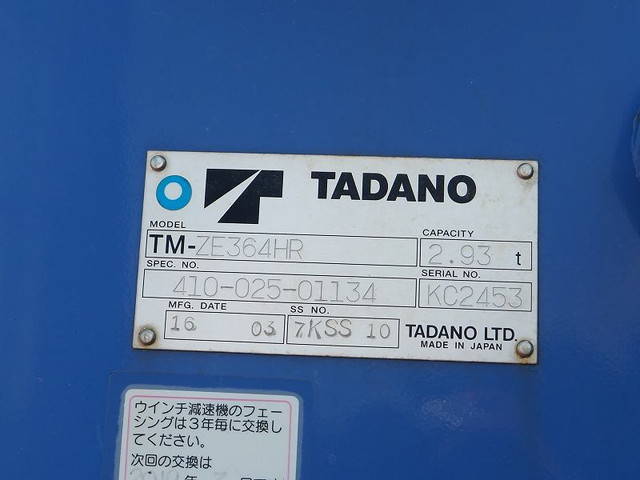 TADANO
MODEL
TM-ZE364HR
CAPACITY
2.93 t
SPEC. NO.
410-025-01134
SERIAL NO.
KC2453
MFG. DATE
16 03
SS NO.
7KSS 10
TADANO LTD.
MADE IN JAPAN
ウインチ減速機のフェー
シングは3年毎に交換し
てください。
次回の交換は